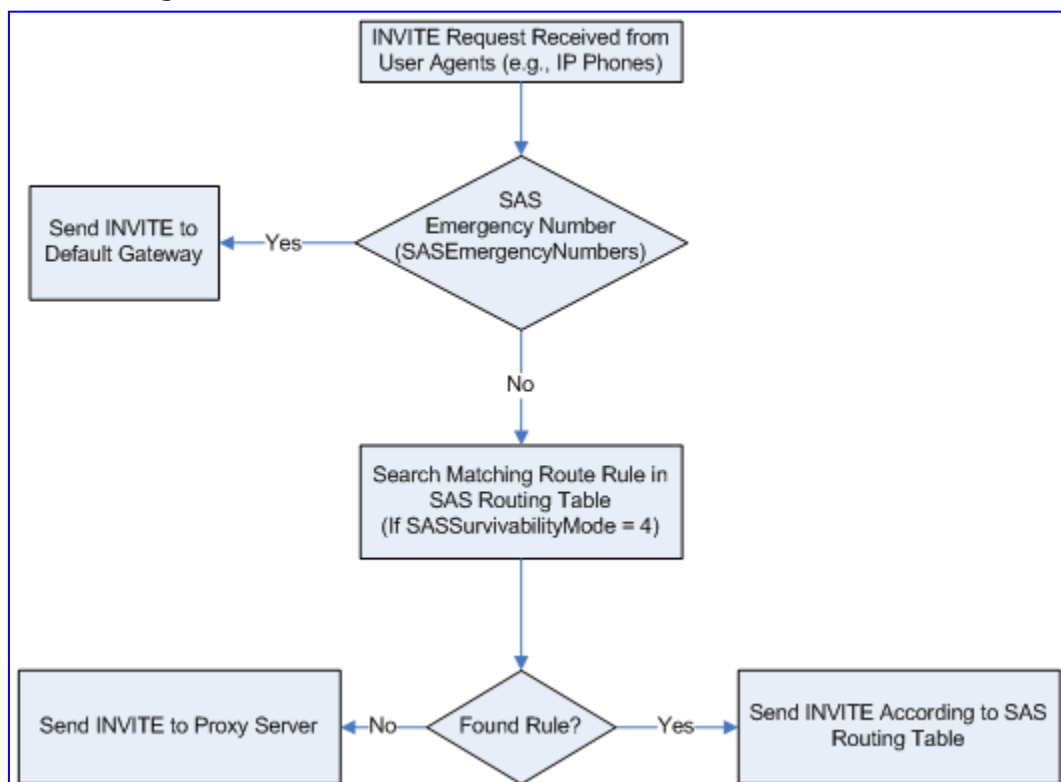 INVITE Request Received from
User Agents (e.g., IP Phones)
SAS
Emergency Number
(SASEmergencyNumbers)
Yes
Send INVITE to
Default Gateway
No
Search Matching Route Rule in
SAS Routing Table
(If SASSurvivabilityMode = 4)
Found Rule?
No
Send INVITE to Proxy Server
Yes
Send INVITE According to SAS
Routing Table